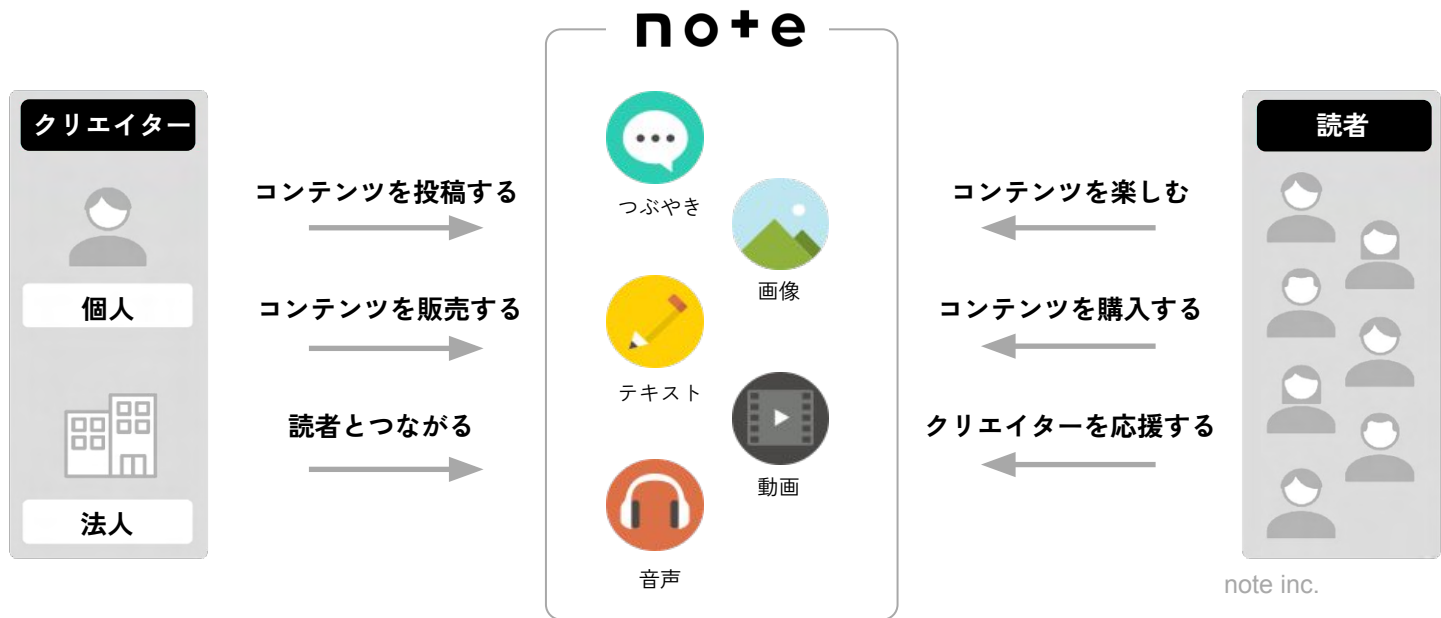 note
クリエイター
個人
法人
コンテンツを投稿する
コンテンツを販売する
読者とつながる
つぶやき
画像
テキスト
動画
音声
コンテンツを楽しむ
コンテンツを購入する
クリエイターを応援する
読者
note inc.